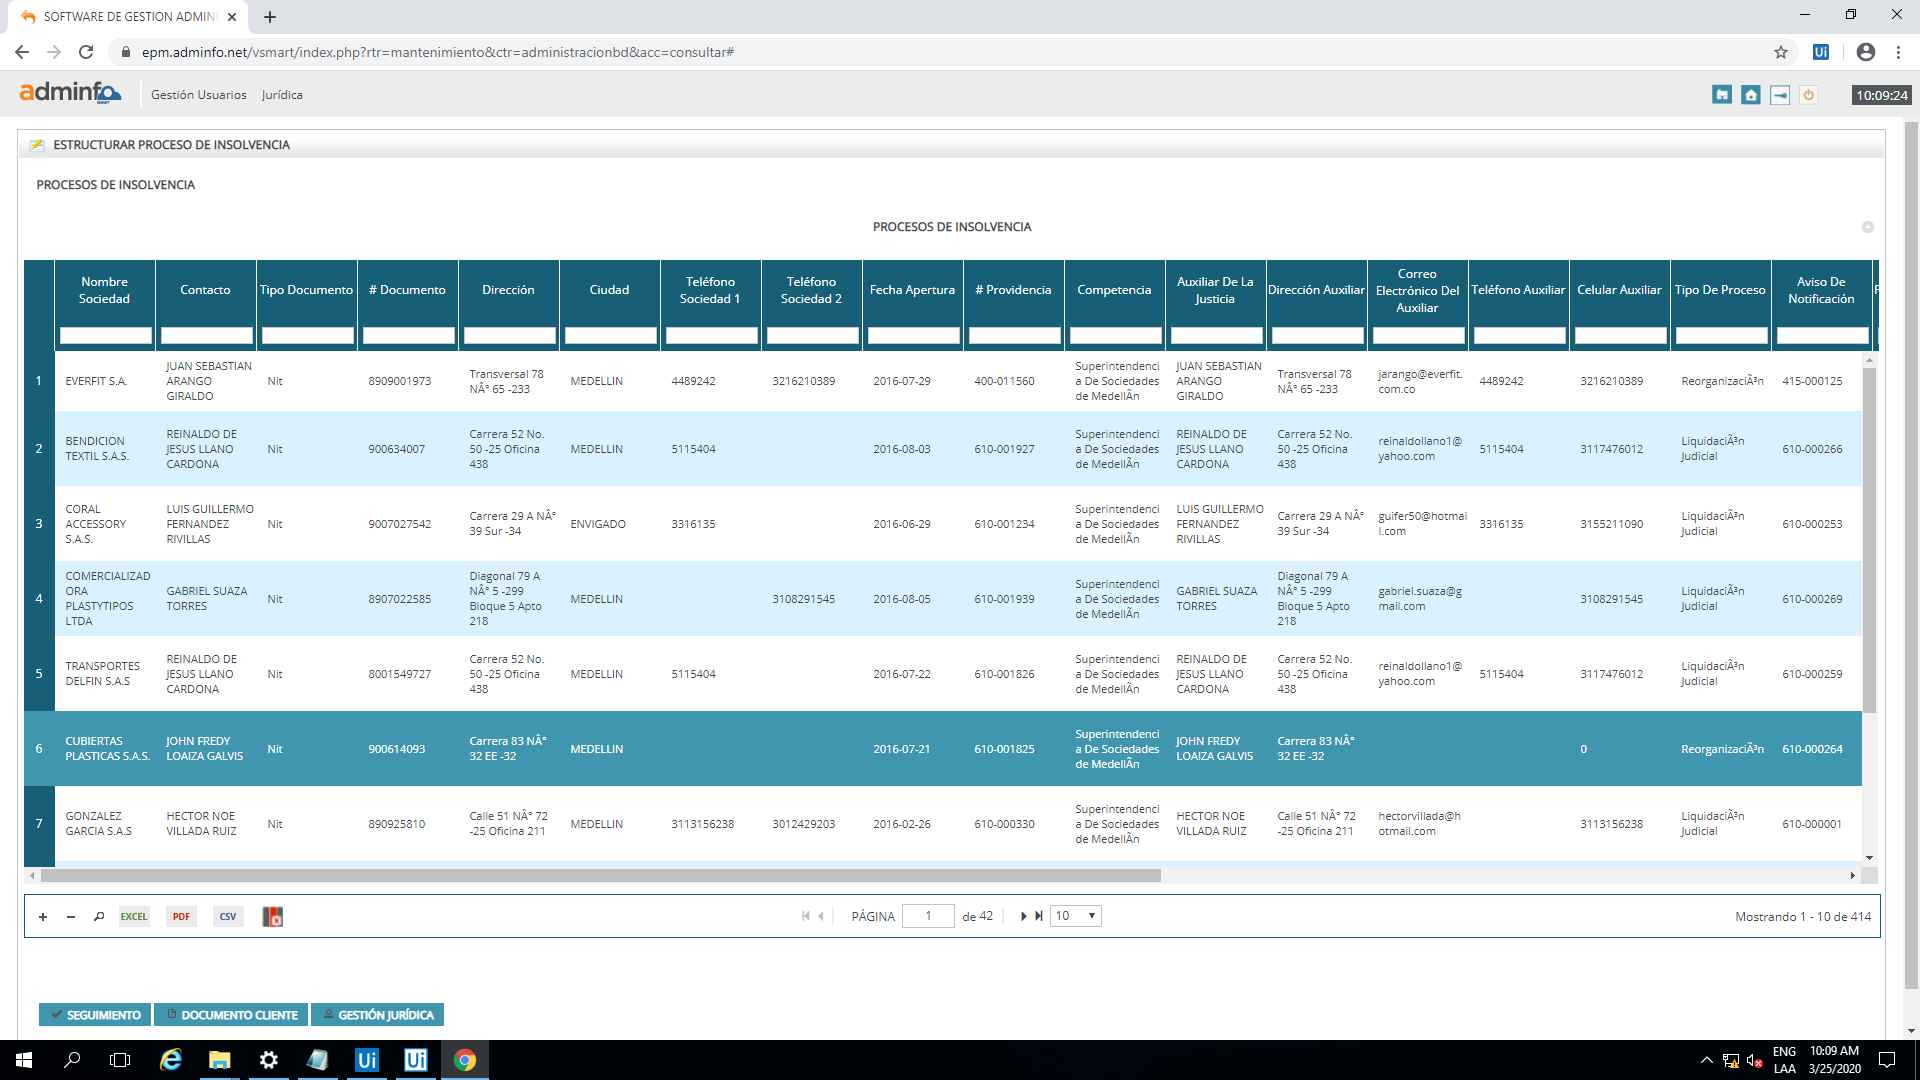 SOFTWARE DE GESTION ADMIN
epm.adminfo.net/vsmart/index.php?rtr=mantenimiento&ctr=administracionbd&acc=consultar#
adminfo
Gestión Usuarios
Jurídica
10:09:24
ESTRUCTURAR PROCESO DE INSOLVENCIA
PROCESOS DE INSOLVENCIA
PROCESOS DE INSOLVENCIA
Nombre Sociedad
Contacto
Tipo Documento
# Documento
Dirección
Ciudad
Teléfono Sociedad 1
Teléfono Sociedad 2
Fecha Apertura
# Providencia
Competencia
Auxiliar De La Justicia
Dirección Auxiliar
Correo Electrónico Del Auxiliar
Teléfono Auxiliar
Celular Auxiliar
Tipo De Proceso
Aviso De Notificación
1 EVERFIT S.A. JUAN SEBASTIAN ARANGO GIRALDO Nit 8909001973 Transversal 78 NÂ° 65 -233 MEDELLIN 4489242 3216210389 2016-07-29 400-011560 Superintendenci a De Sociedades de MedellÃn JUAN SEBASTIAN ARANGO GIRALDO Transversal 78 NÂ° 65 -233 jarango@everfit. com.co 4489242 3216210389 ReorganizaciÃ³n 415-000125
2 BENDICION TEXTIL S.A.S. REINALDO DE JESUS LLANO CARDONA Nit 900634007 Carrera 52 No. 50 -25 Oficina 438 MEDELLIN 5115404 2016-08-03 610-001927 Superintendenci a De Sociedades de MedellÃn REINALDO DE JESUS LLANO CARDONA Carrera 52 No. 50 -25 Oficina 438 reinaldollano1@ yahoo.com 5115404 3117476012 LiquidaciÃ³n Judicial 610-000266
3 CORAL ACCESSORY S.A.S. LUIS GUILLERMO FERNANDEZ RIVILLAS Nit 9007027542 Carrera 29 A NÂ° 39 Sur -34 ENVIGADO 3316135 2016-06-29 610-001234 Superintendenci a De Sociedades de MedellÃn LUIS GUILLERMO FERNANDEZ RIVILLAS Carrera 29 A NÂ° 39 Sur -34 guifer50@hotmai l.com 3316135 3155211090 LiquidaciÃ³n Judicial 610-000253
4 COMERCIALIZAD ORA PLASTYTIPOS LTDA GABRIEL SUAZA TORRES Nit 8907022585 Diagonal 79 A NÂ° 5 -299 Bloque 5 Apto 218 MEDELLIN 3108291545 2016-08-05 610-001939 Superintendenci a De Sociedades de MedellÃn GABRIEL SUAZA TORRES Diagonal 79 A NÂ° 5 -299 Bloque 5 Apto 218 gabriel.suaza@g mail.com 3108291545 LiquidaciÃ³n Judicial 610-000269
5 TRANSPORTES DELFIN S.A.S REINALDO DE JESUS LLANO CARDONA Nit 8001549727 Carrera 52 No. 50 -25 Oficina 438 MEDELLIN 5115404 2016-07-22 610-001826 Superintendenci a De Sociedades de MedellÃn REINALDO DE JESUS LLANO CARDONA Carrera 52 No. 50 -25 Oficina 438 reinaldollano1@ yahoo.com 5115404 3117476012 LiquidaciÃ³n Judicial 610-000259
6 CUBIERTAS PLASTICAS S.A.S. JOHN FREDY LOAIZA GALVIS Nit 900614093 Carrera 83 NÂ° 32 EE -32 MEDELLIN 2016-07-21 610-001825 Superintendenci a De Sociedades de MedellÃn JOHN FREDY LOAIZA GALVIS Carrera 83 NÂ° 32 EE -32 0 ReorganizaciÃ³n 610-000264
7 GONZALEZ GARCIA S.A.S HECTOR NOE VILLADA RUIZ Nit 890925810 Calle 51 NÂ° 72 -25 Oficina 211 MEDELLIN 3113156238 3012429203 2016-02-26 610-000330 Superintendenci a De Sociedades de MedellÃn HECTOR NOE VILLADA RUIZ Calle 51 NÂ° 72 -25 Oficina 211 hectorvillada@h otmail.com 3113156238 LiquidaciÃ³n Judicial 610-000001
EXCEL PDF CSV PÁGINA 1 de 42 10 Mostrando 1 - 10 de 414
SEGUIMIENTO DOCUMENTO CLIENTE GESTIÓN JURÍDICA
ENG 10:09 AM
LAA 3/25/2020